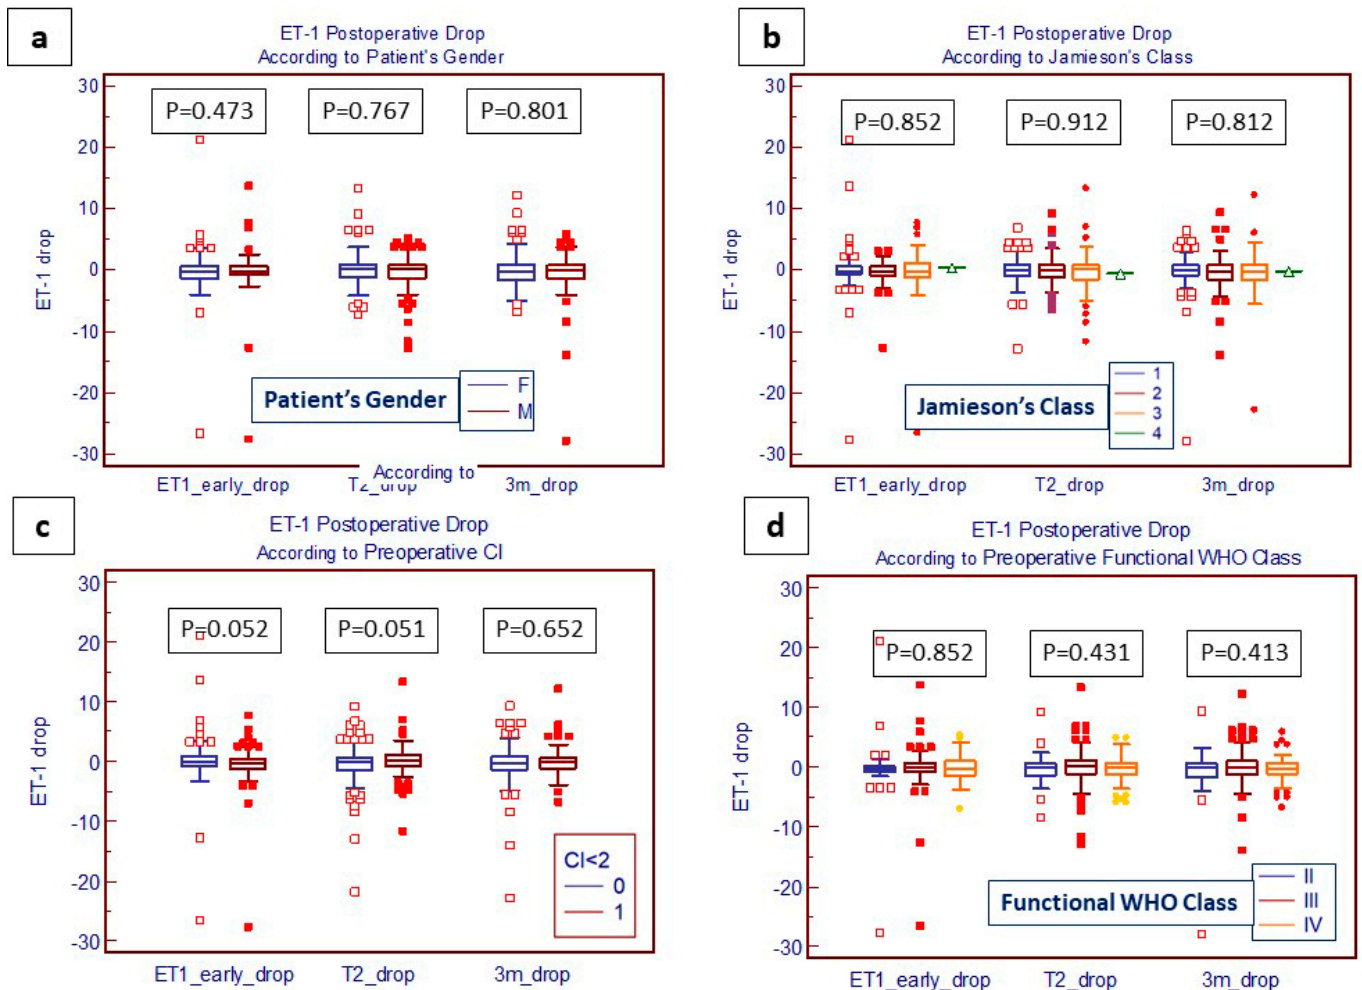 a
ET-1 Postoperative Drop
According to Patient's Gender
ET-1 drop
30
20
10
0
-10
-20
-30
P=0.473
P=0.767
P=0.801
Patient's Gender
F
M
According to
ET1_early_drop
T2_drop
3m_drop
b
ET-1 Postoperative Drop
According to Jamieson's Class
ET-1 drop
30
20
10
0
-10
-20
-30
P=0.852
P=0.912
P=0.812
Jamieson's Class
1
2
3
4
ET1_early_drop
T2_drop
3m_drop
c
ET-1 Postoperative Drop
According to Preoperative CI
ET-1 drop
30
20
10
0
-10
-20
-30
P=0.052
P=0.051
P=0.652
CI<2
0
1
ET1_early_drop
T2_drop
3m_drop
d
ET-1 Postoperative Drop
According to Preoperative Functional WHO Class
ET-1 drop
30
20
10
0
-10
-20
-30
P=0.852
P=0.431
P=0.413
Functional WHO Class
II
III
IV
ET1_early_drop
T2_drop
3m_drop